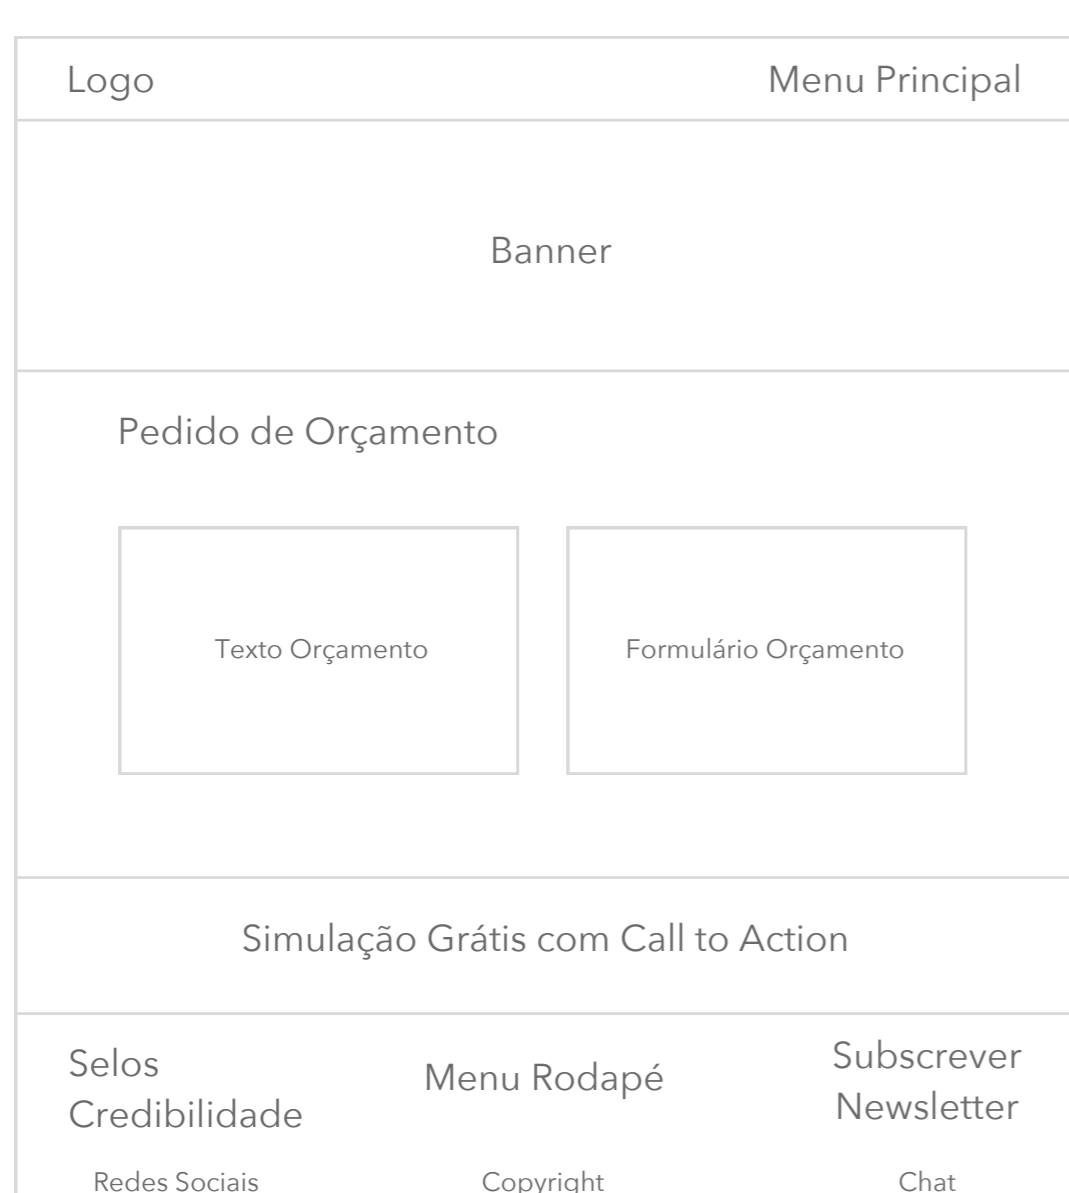 Logo
Menu Principal
Banner
Pedido de Orçamento
Texto Orçamento
Formulário Orçamento
Simulação Grátis com Call to Action
Selos
Credibilidade
Menu Rodapé
Subscrever
Newsletter
Redes Sociais
Copyright
Chat